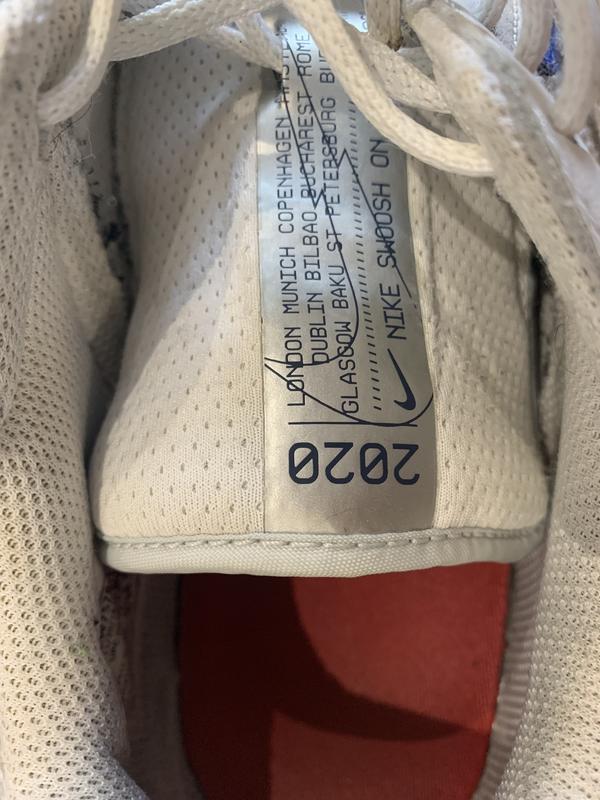 LONDON MUNICH COPENHAGEN
DUBLIN BILBAO BUCHAREST ROME
GLASGOW BAKU ST PETERSBURG
NIKE SWOOSH ON
2020